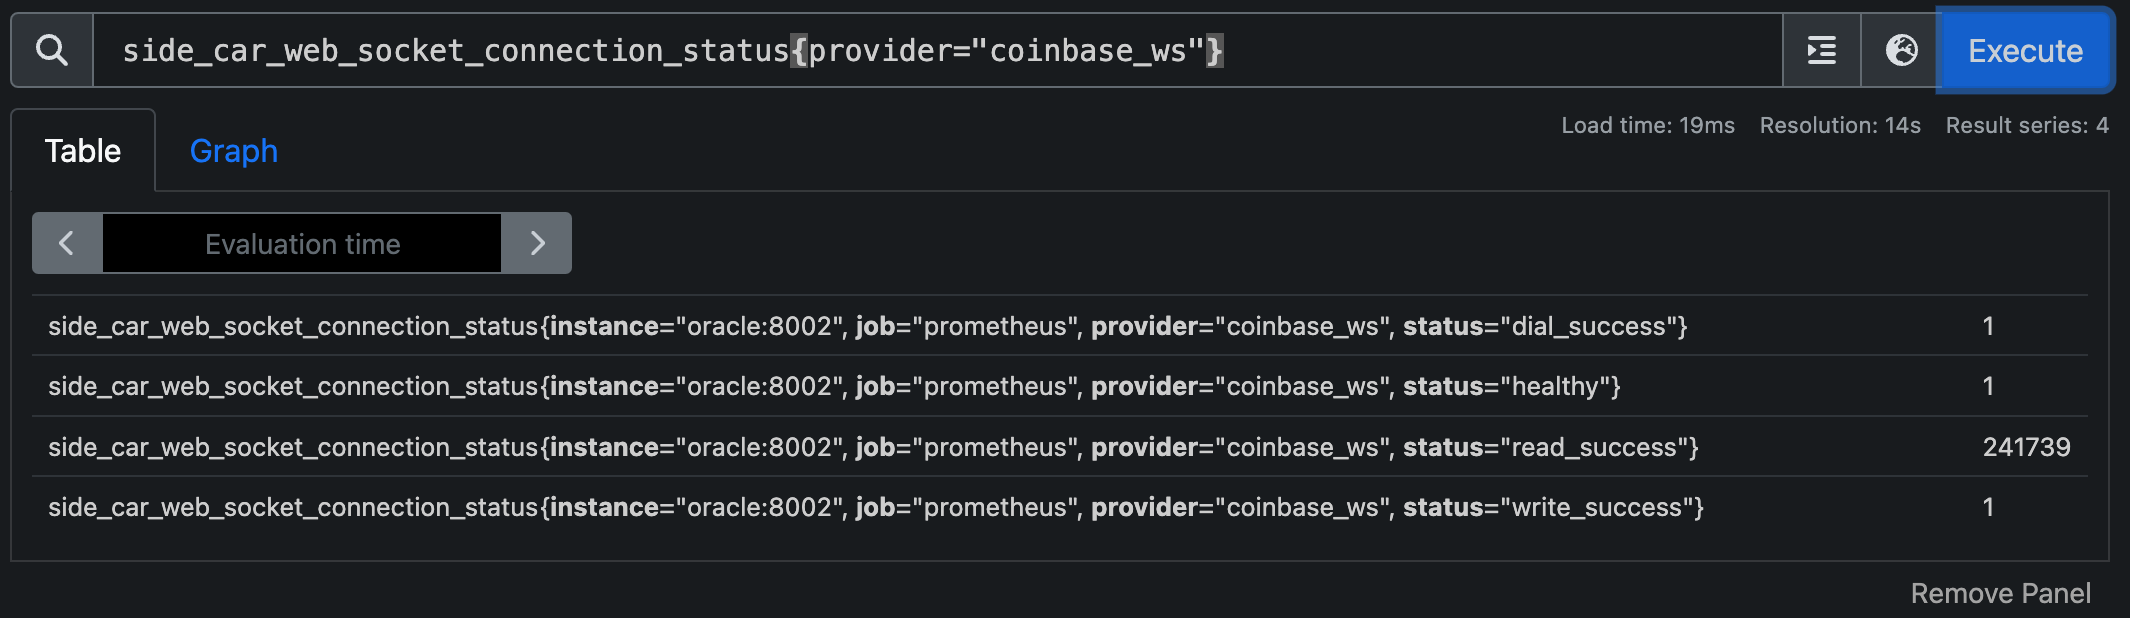 side_car_web_socket_connection_status{provider="coinbase_ws"}
Execute
Table
Graph
Load time: 19ms Resolution: 14s Result series: 4
Evaluation time
side_car_web_socket_connection_status{instance="oracle:8002", job="prometheus", provider="coinbase_ws", status="dial_success"} 1
side_car_web_socket_connection_status{instance="oracle:8002", job="prometheus", provider="coinbase_ws", status="healthy"} 1
side_car_web_socket_connection_status{instance="oracle:8002", job="prometheus", provider="coinbase_ws", status="read_success"} 241739
side_car_web_socket_connection_status{instance="oracle:8002", job="prometheus", provider="coinbase_ws", status="write_success"} 1
Remove Panel